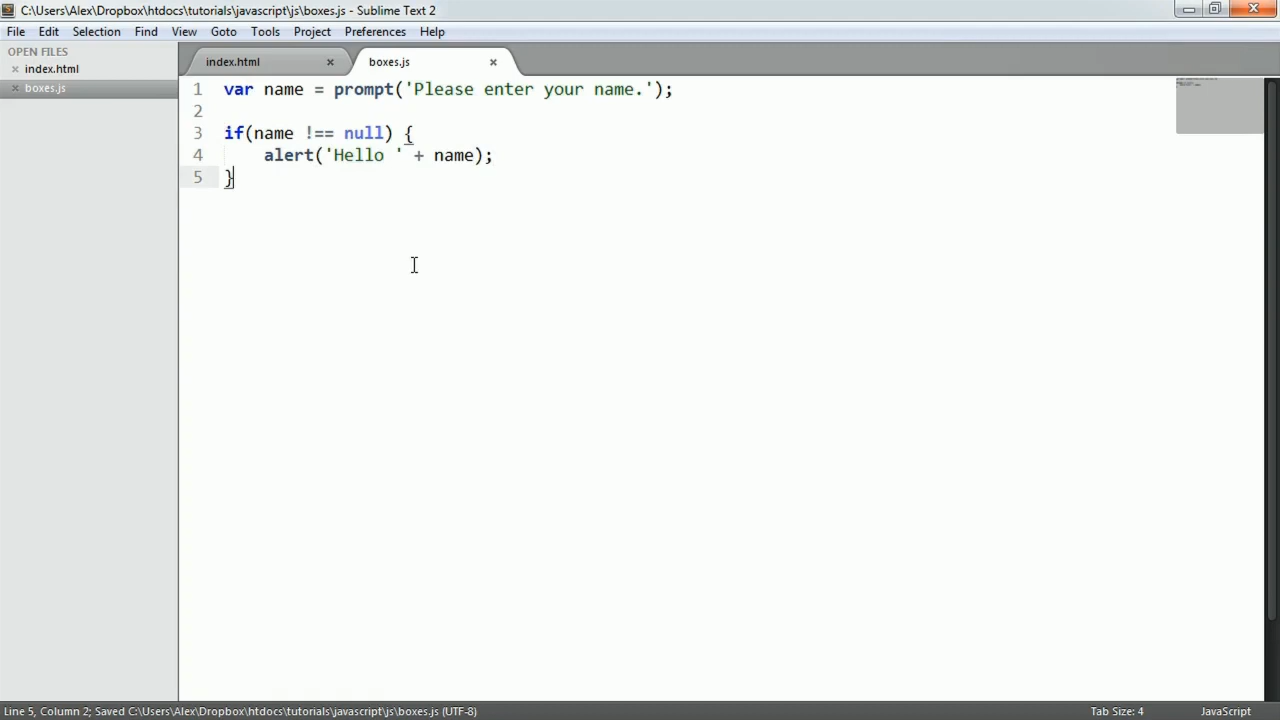 C:\Users\Alex\Dropbox\htdocs\tutorials\javascript\js\boxes.js - Sublime Text 2
File Edit Selection Find View Goto Tools Project Preferences Help
OPEN FILES
index.html
boxes.js
index.html boxes.js
1 var name = prompt('Please enter your name.');
2
3 if(name !== null) {
4     alert('Hello ' + name);
5 }
Line 5, Column 2; Saved C:\Users\Alex\Dropbox\htdocs\tutorials\javascript\js\boxes.js (UTF-8) Tab Size: 4 JavaScript